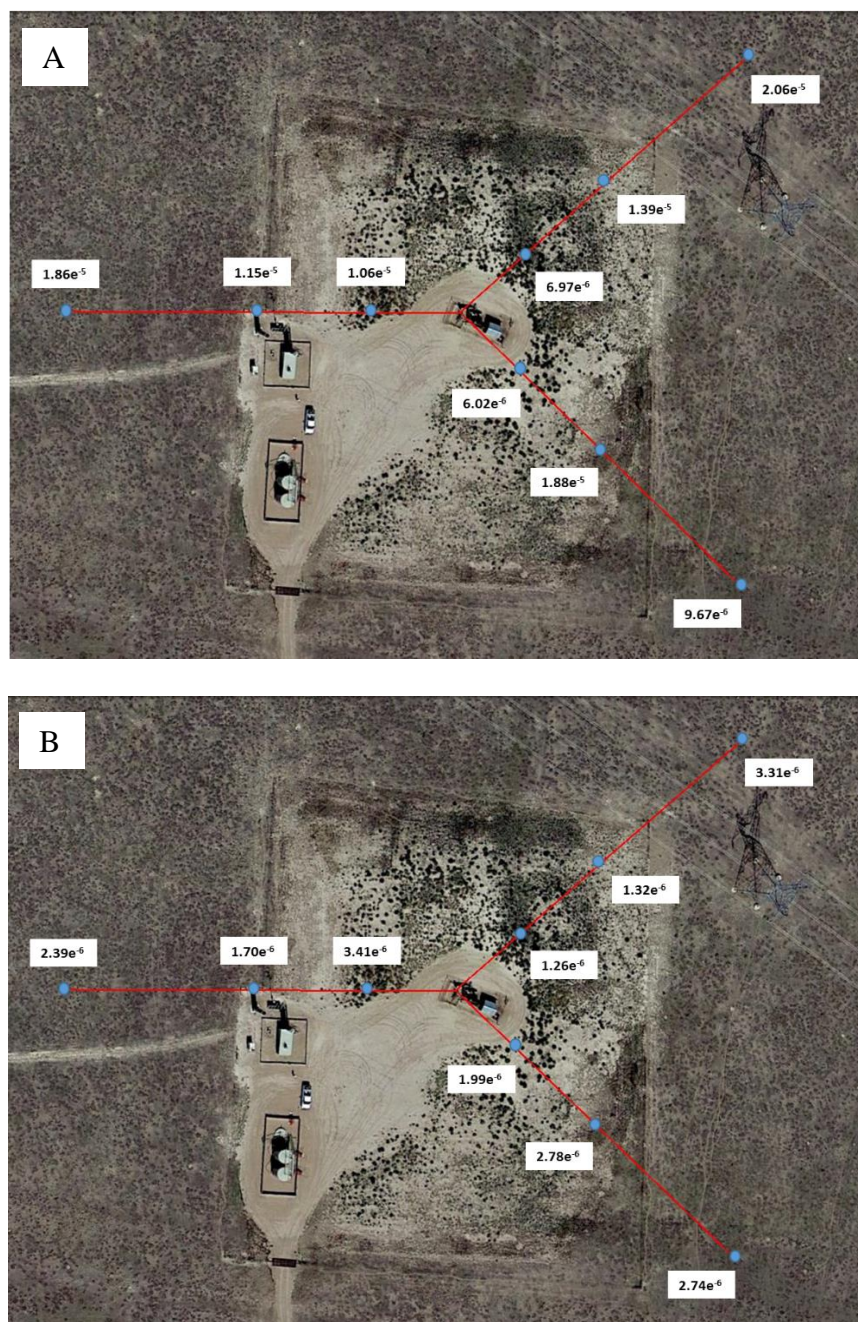 A
2.06e⁻⁵
1.39e⁻⁵
1.86e⁻⁵
1.15e⁻⁵
1.06e⁻⁵
6.97e⁻⁶
6.02e⁻⁶
1.88e⁻⁵
9.67e⁻⁶
B
3.31e⁻⁶
1.32e⁻⁶
2.39e⁻⁶
1.70e⁻⁶
3.41e⁻⁶
1.26e⁻⁶
1.99e⁻⁶
2.78e⁻⁶
2.74e⁻⁶